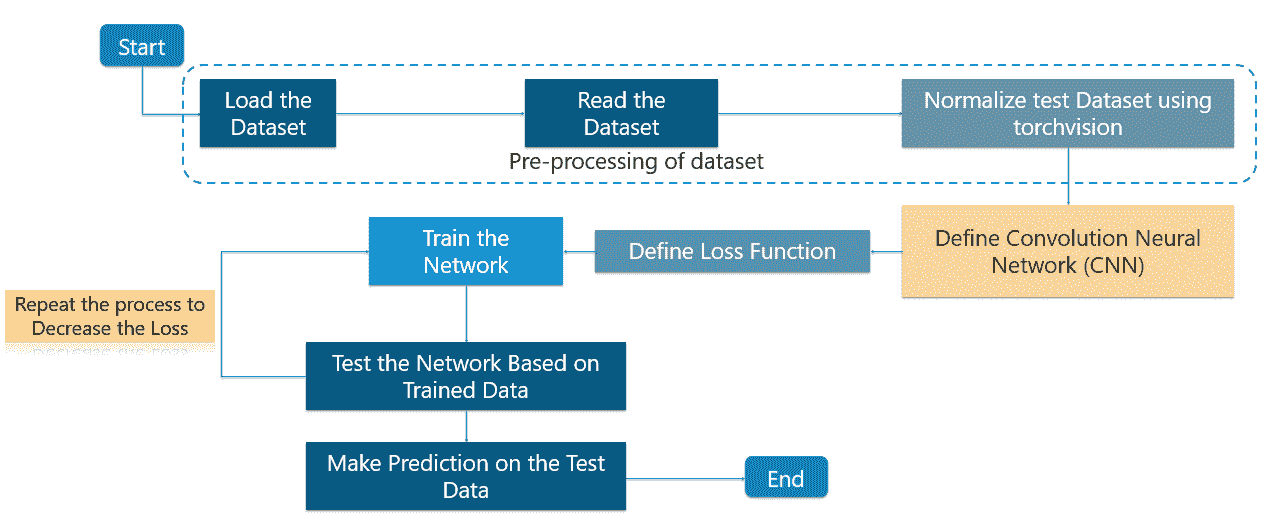 Start
Load the
Dataset
Read the
Dataset
Normalize test Dataset using
torchvision
Pre-processing of dataset
Define Convolution Neural
Network (CNN)
Define Loss Function
Train the
Network
Repeat the process to
Decrease the Loss
Test the Network Based on
Trained Data
Make Prediction on the Test
Data
End